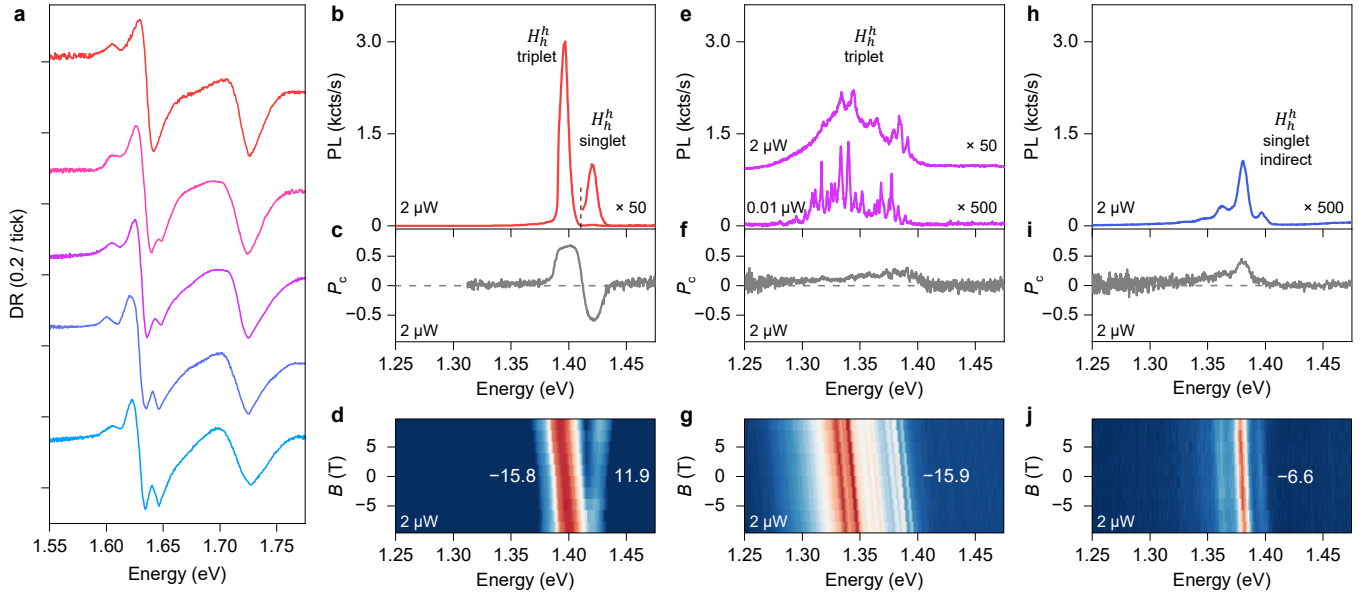 a
DR (0.2 / tick)
1.55 1.60 1.65 1.70 1.75
Energy (eV)
b
PL (kcts/s)
3.0
1.5
0
H_h^h
triplet
H_h^h
singlet
2 µW
× 50
c
P_c
0.5
0
−0.5
2 µW
1.25 1.30 1.35 1.40 1.45
Energy (eV)
d
B (T)
5
0
−5
−15.8
11.9
2 µW
1.25 1.30 1.35 1.40 1.45
Energy (eV)
e
PL (kcts/s)
3.0
1.5
0
H_h^h
triplet
2 µW
× 50
0.01 µW
× 500
f
P_c
0.5
0
−0.5
2 µW
1.25 1.30 1.35 1.40 1.45
Energy (eV)
g
B (T)
5
0
−5
−15.9
2 µW
1.25 1.30 1.35 1.40 1.45
Energy (eV)
h
PL (kcts/s)
3.0
1.5
0
H_h^h
singlet
indirect
2 µW
× 500
i
P_c
0.5
0
−0.5
2 µW
1.25 1.30 1.35 1.40 1.45
Energy (eV)
j
B (T)
5
0
−5
−6.6
2 µW
1.25 1.30 1.35 1.40 1.45
Energy (eV)